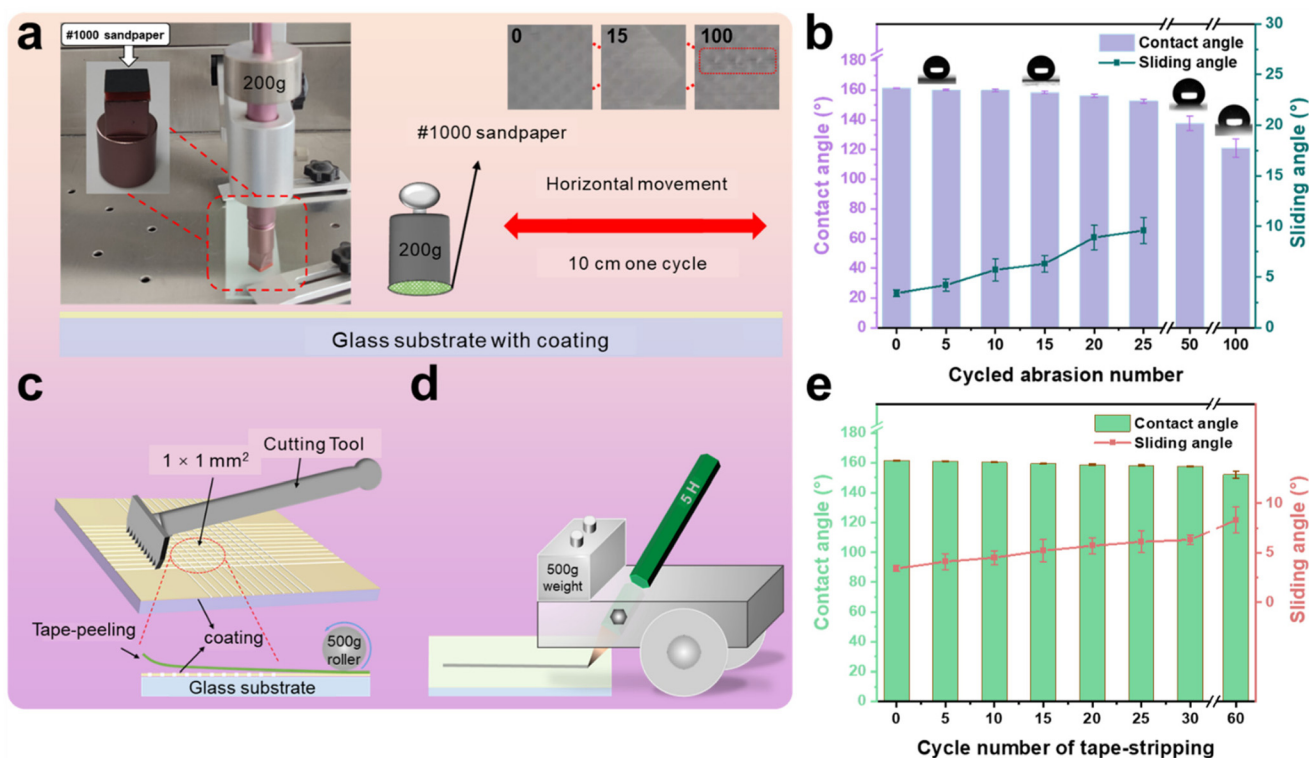 a
#1000 sandpaper
200g
0
15
100
#1000 sandpaper
200g
Horizontal movement
10 cm one cycle
Glass substrate with coating
b
Contact angle
Sliding angle
Contact angle (°)
180
160
140
120
100
80
60
40
20
0
Sliding angle (°)
30
25
20
15
10
5
0
0 5 10 15 20 25 50 100
Cycled abrasion number
c
1 × 1 mm²
Cutting Tool
Tape-peeling
coating
500g
roller
Glass substrate
d
5H
500g
weight
e
Contact angle
Sliding angle
Contact angle (°)
180
160
140
120
100
80
60
40
20
0
Sliding angle (°)
10
5
0
0 5 10 15 20 25 30 60
Cycle number of tape-stripping